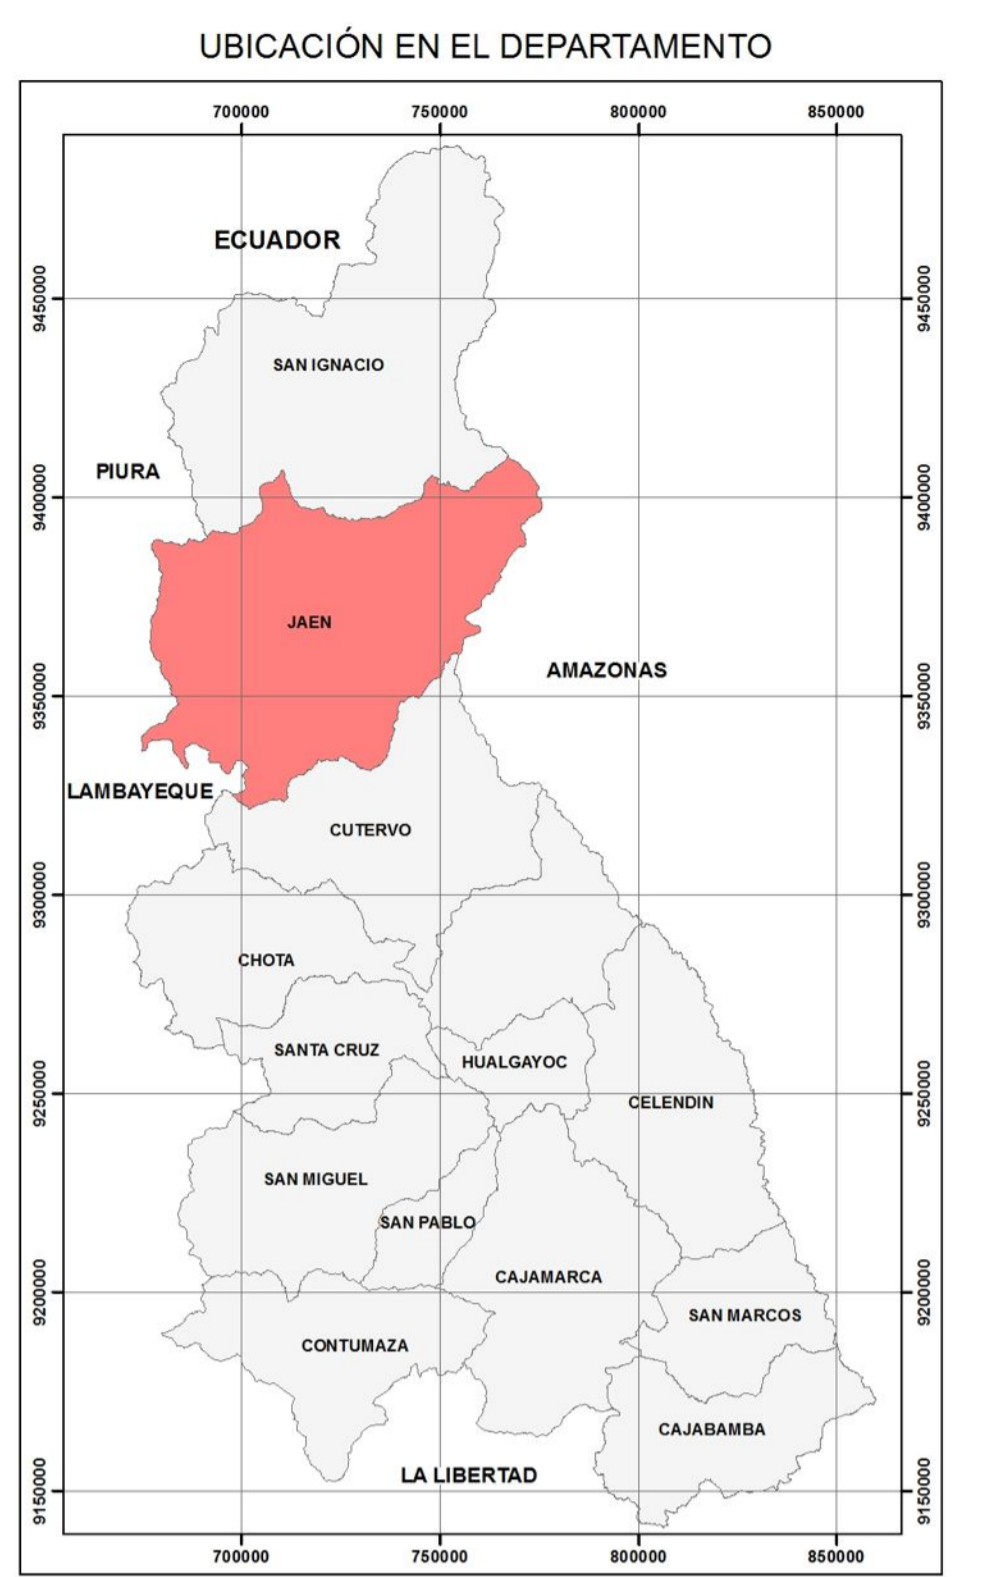 UBICACIÓN EN EL DEPARTAMENTO
700000 750000 800000 850000
ECUADOR
9450000 9450000
SAN IGNACIO
PIURA
9400000 9400000
JAEN
AMAZONAS
9350000 9350000
LAMBAYEQUE
CUTERVO
9300000 9300000
CHOTA
SANTA CRUZ
HUALGAYOC
9250000 9250000
CELENDIN
SAN MIGUEL
SAN PABLO
CAJAMARCA
9200000 9200000
SAN MARCOS
CONTUMAZA
CAJABAMBA
LA LIBERTAD
9150000 9150000
700000 750000 800000 850000